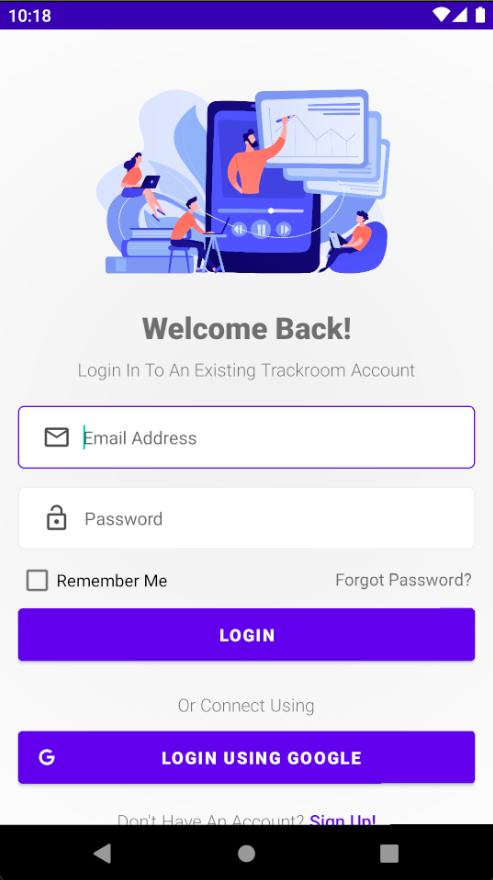 10:18
Welcome Back!
Login In To An Existing Trackroom Account
Email Address
Password
Remember Me Forgot Password?
LOGIN
Or Connect Using
G LOGIN USING GOOGLE
Don't Have An Account? Sign Up!